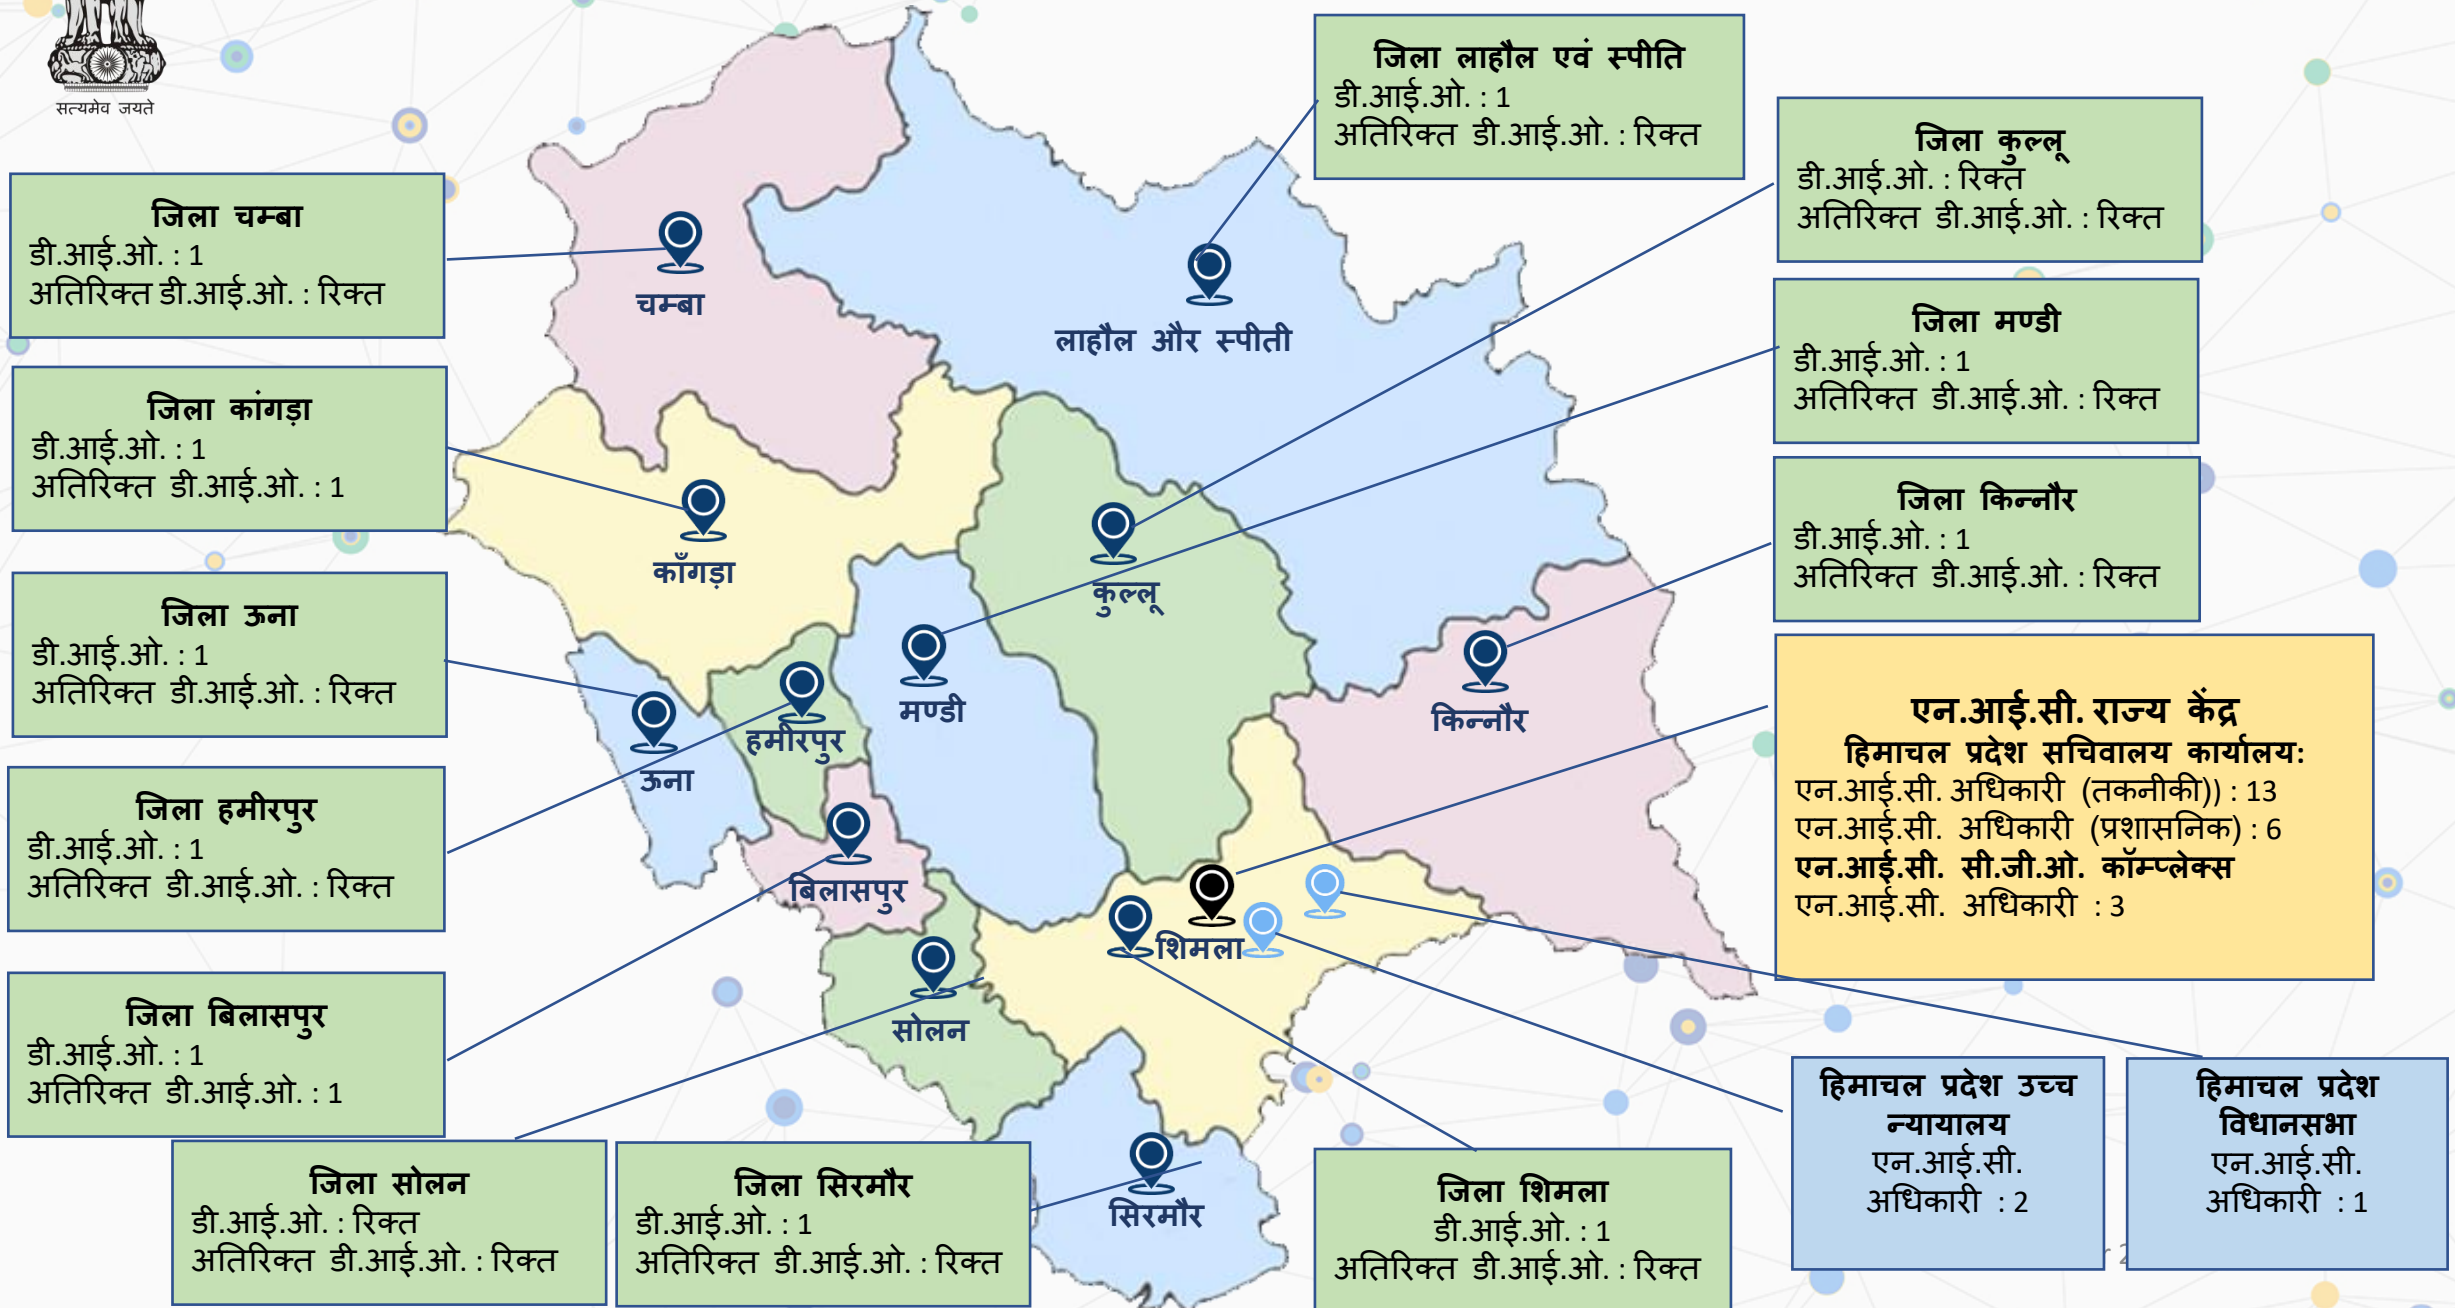 सत्यमेव जयते
जिला लाहौल एवं स्पीति
डी.आई.ओ. : 1
अतिरिक्त डी.आई.ओ. : रिक्त
जिला कुल्लू
डी.आई.ओ. : रिक्त
अतिरिक्त डी.आई.ओ. : रिक्त
जिला चम्बा
डी.आई.ओ. : 1
अतिरिक्त डी.आई.ओ. : रिक्त
जिला मण्डी
डी.आई.ओ. : 1
अतिरिक्त डी.आई.ओ. : रिक्त
जिला कांगड़ा
डी.आई.ओ. : 1
अतिरिक्त डी.आई.ओ. : 1
जिला किन्नौर
डी.आई.ओ. : 1
अतिरिक्त डी.आई.ओ. : रिक्त
जिला ऊना
डी.आई.ओ. : 1
अतिरिक्त डी.आई.ओ. : रिक्त
एन.आई.सी. राज्य केंद्र
हिमाचल प्रदेश सचिवालय कार्यालय:
एन.आई.सी. अधिकारी (तकनीकी)) : 13
एन.आई.सी. अधिकारी (प्रशासनिक) : 6
एन.आई.सी. सी.जी.ओ. कॉम्प्लेक्स
एन.आई.सी. अधिकारी : 3
जिला हमीरपुर
डी.आई.ओ. : 1
अतिरिक्त डी.आई.ओ. : रिक्त
जिला बिलासपुर
डी.आई.ओ. : 1
अतिरिक्त डी.आई.ओ. : 1
जिला सोलन
डी.आई.ओ. : रिक्त
अतिरिक्त डी.आई.ओ. : रिक्त
जिला सिरमौर
डी.आई.ओ. : 1
अतिरिक्त डी.आई.ओ. : रिक्त
जिला शिमला
डी.आई.ओ. : 1
अतिरिक्त डी.आई.ओ. : रिक्त
हिमाचल प्रदेश उच्च
न्यायालय
एन.आई.सी.
अधिकारी : 2
हिमाचल प्रदेश
विधानसभा
एन.आई.सी.
अधिकारी : 1
चम्बा
लाहौल और स्पीती
काँगड़ा
कुल्लू
मण्डी
हमीरपुर
ऊना
किन्नौर
बिलासपुर
शिमला
सोलन
सिरमौर